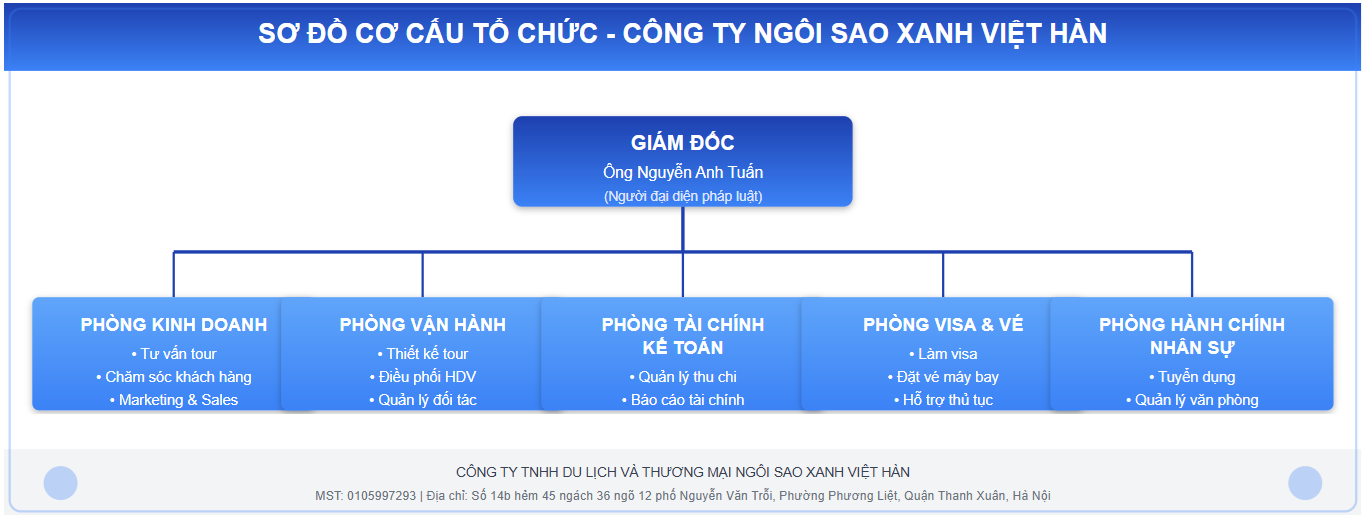 SƠ ĐỒ CƠ CẤU TỔ CHỨC - CÔNG TY NGÔI SAO XANH VIỆT HÀN
GIÁM ĐỐC
Ông Nguyễn Anh Tuấn
(Người đại diện pháp luật)
PHÒNG KINH DOANH
• Tư vấn tour
• Chăm sóc khách hàng
• Marketing & Sales
PHÒNG VẬN HÀNH
• Thiết kế tour
• Điều phối HDV
• Quản lý đối tác
PHÒNG TÀI CHÍNH
KẾ TOÁN
• Quản lý thu chi
• Báo cáo tài chính
PHÒNG VISA & VÉ
• Làm visa
• Đặt vé máy bay
• Hỗ trợ thủ tục
PHÒNG HÀNH CHÍNH
NHÂN SỰ
• Tuyển dụng
• Quản lý văn phòng
CÔNG TY TNHH DU LỊCH VÀ THƯƠNG MẠI NGÔI SAO XANH VIỆT HÀN
MST: 0105997293 | Địa chỉ: Số 14b hẻm 45 ngách 36 ngõ 12 phố Nguyễn Văn Trỗi, Phường Phương Liệt, Quận Thanh Xuân, Hà Nội